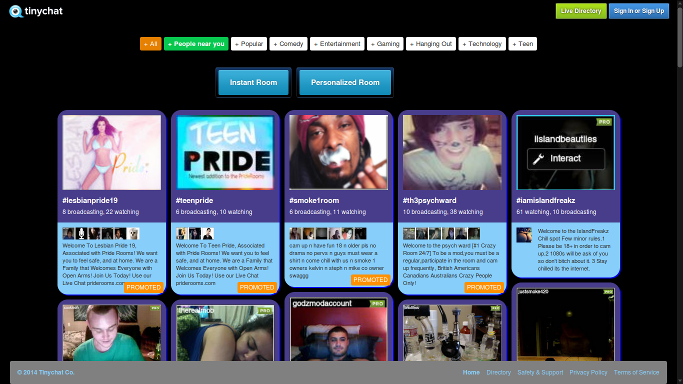 tinychat
Live Directory
Sign In or Sign Up
+ All
+ People near you
+ Popular
+ Comedy
+ Entertainment
+ Gaming
+ Hanging Out
+ Technology
+ Teen
Instant Room
Personalized Room
LESBIAN
Pride
TEEN
PRIDE
Newest addition to the PrideRooms
PRO
iislandbeautiies
Interact
#lesbianpride19
8 broadcasting, 22 watching
Welcome To Lesbian Pride 19,
Associated with Pride Rooms! We want
you to feel safe, and at home. We are a
Family that Welcomes Everyone with
Open Arms! Join Us Today! Use our
Live Chat priderooms.com
PROMOTED
#teenpride
6 broadcasting, 10 watching
Welcome To Teen Pride, Associated
with Pride Rooms! We want you to feel
safe, and at home. We are a Family that
Welcomes Everyone with Open Arms!
Join Us Today! Use our Live Chat
priderooms.com
PROMOTED
#smoke1room
6 broadcasting, 11 watching
cam up n have fun 18 n older pls no
drama no pervs n guys must wear a
shirt n come chill with us n smoke 1
owners kelvin n steph n mike co owner
swaggg
PROMOTED
#th3psychward
10 broadcasting, 38 watching
Welcome to the psych ward [#1 Crazy
Room 24/7] To be a mod,you must be a
regular,participate in the room and cam
up frequently, British Americans
Canadians Australians Crazy People
Only!
PROMOTED
#iamislandfreakz
61 watching, 10 broadcasting
Welcome to the IslandFreakz
Chill spot Few minor rules.!
Please be 18+ in order to cam
up.2 1080s will be ask of you
so don't bitch about it. 3 Stay
chilled its the internet.
therealmob
PRO
godzmodaccount
PRO
PRO
justsmoke420
© 2014 Tinychat Co.
Home
Directory
Safety & Support
Privacy Policy
Terms of Service